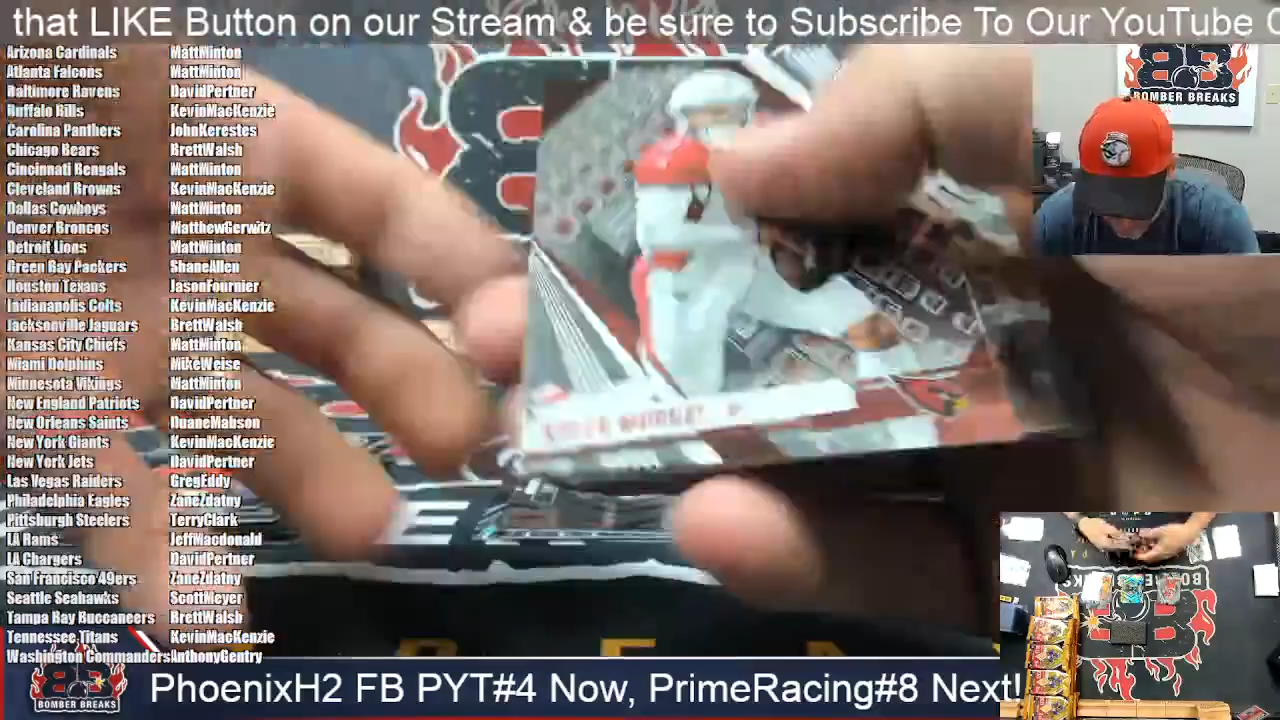 that LIKE Button on our Stream & be sure to Subscribe To Our YouTube
Arizona Cardinals MattMinton
Atlanta Falcons MattMinton
Baltimore Ravens DavidPertner
Buffalo Bills KevinMacKenzie
Carolina Panthers JohnKerestes
Chicago Bears BrettWalsh
Cincinnati Bengals MattMinton
Cleveland Browns KevinMacKenzie
Dallas Cowboys MattMinton
Denver Broncos MatthewGerwitz
Detroit Lions MattMinton
Green Bay Packers ShaneAllen
Houston Texans JasonFournier
Indianapolis Colts KevinMacKenzie
Jacksonville Jaguars BrettWalsh
Kansas City Chiefs MattMinton
Miami Dolphins MikeWeise
Minnesota Vikings MattMinton
New England Patriots DavidPertner
New Orleans Saints DuaneMabson
New York Giants KevinMacKenzie
New York Jets DavidPertner
Las Vegas Raiders GregEddy
Philadelphia Eagles ZaneZdatny
Pittsburgh Steelers TerryClark
LA Rams JeffMacdonald
LA Chargers DavidPertner
San Francisco 49ers ZaneZdatny
Seattle Seahawks ScottMeyer
Tampa Bay Buccaneers BrettWalsh
Tennessee Titans KevinMacKenzie
Washington Commanders AnthonyGentry
BB
BOMBER BREAKS
BOMBER BREAKS
PhoenixH2 FB PYT#4 Now, PrimeRacing#8 Next!